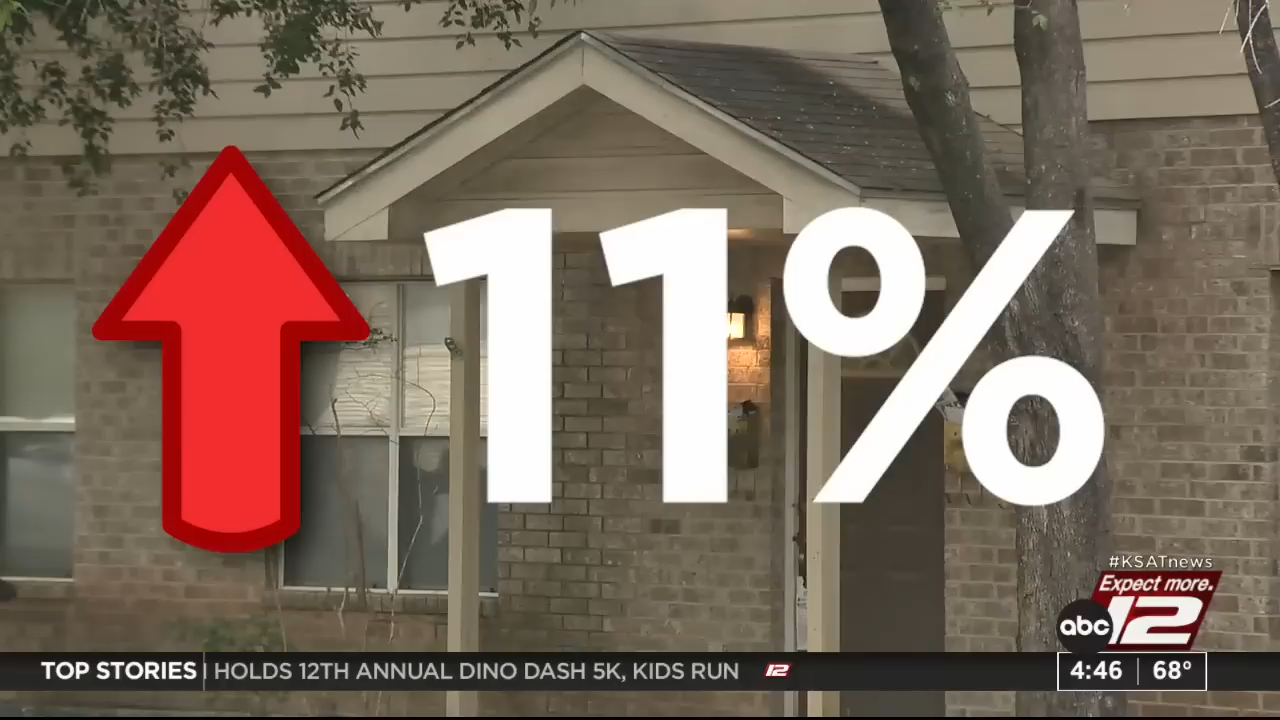 11%
#KSATnews
Expect more.
abc 12
TOP STORIES HOLDS 12TH ANNUAL DINO DASH 5K, KIDS RUN 12
4:46 68°